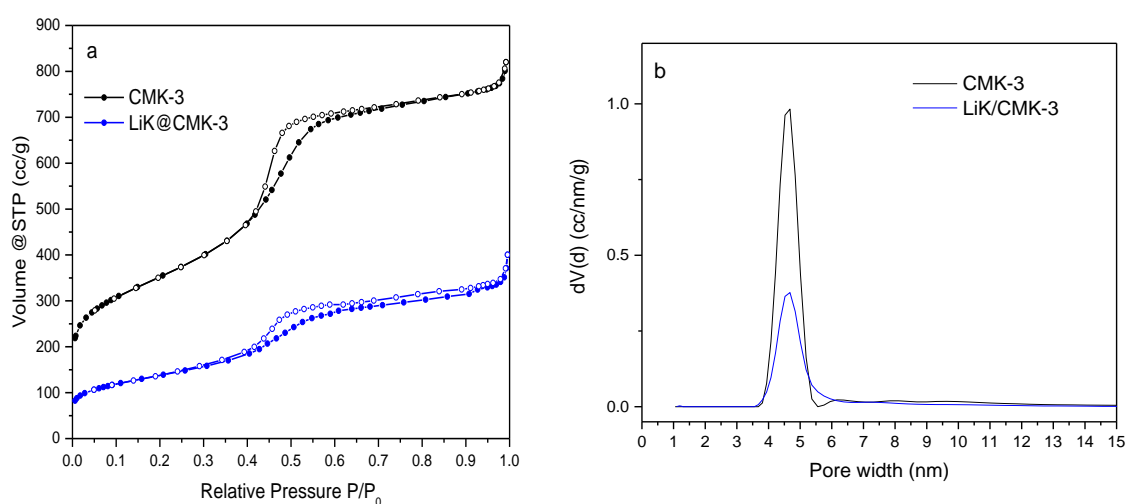 a
CMK-3
LiK@CMK-3
Volume @STP (cc/g)
900
800
700
600
500
400
300
200
100
0
0.0 0.1 0.2 0.3 0.4 0.5 0.6 0.7 0.8 0.9 1.0
Relative Pressure P/P0
b
CMK-3
LiK/CMK-3
dV(d) (cc/nm/g)
1.0
0.5
0.0
0 1 2 3 4 5 6 7 8 9 10 11 12 13 14 15
Pore width (nm)